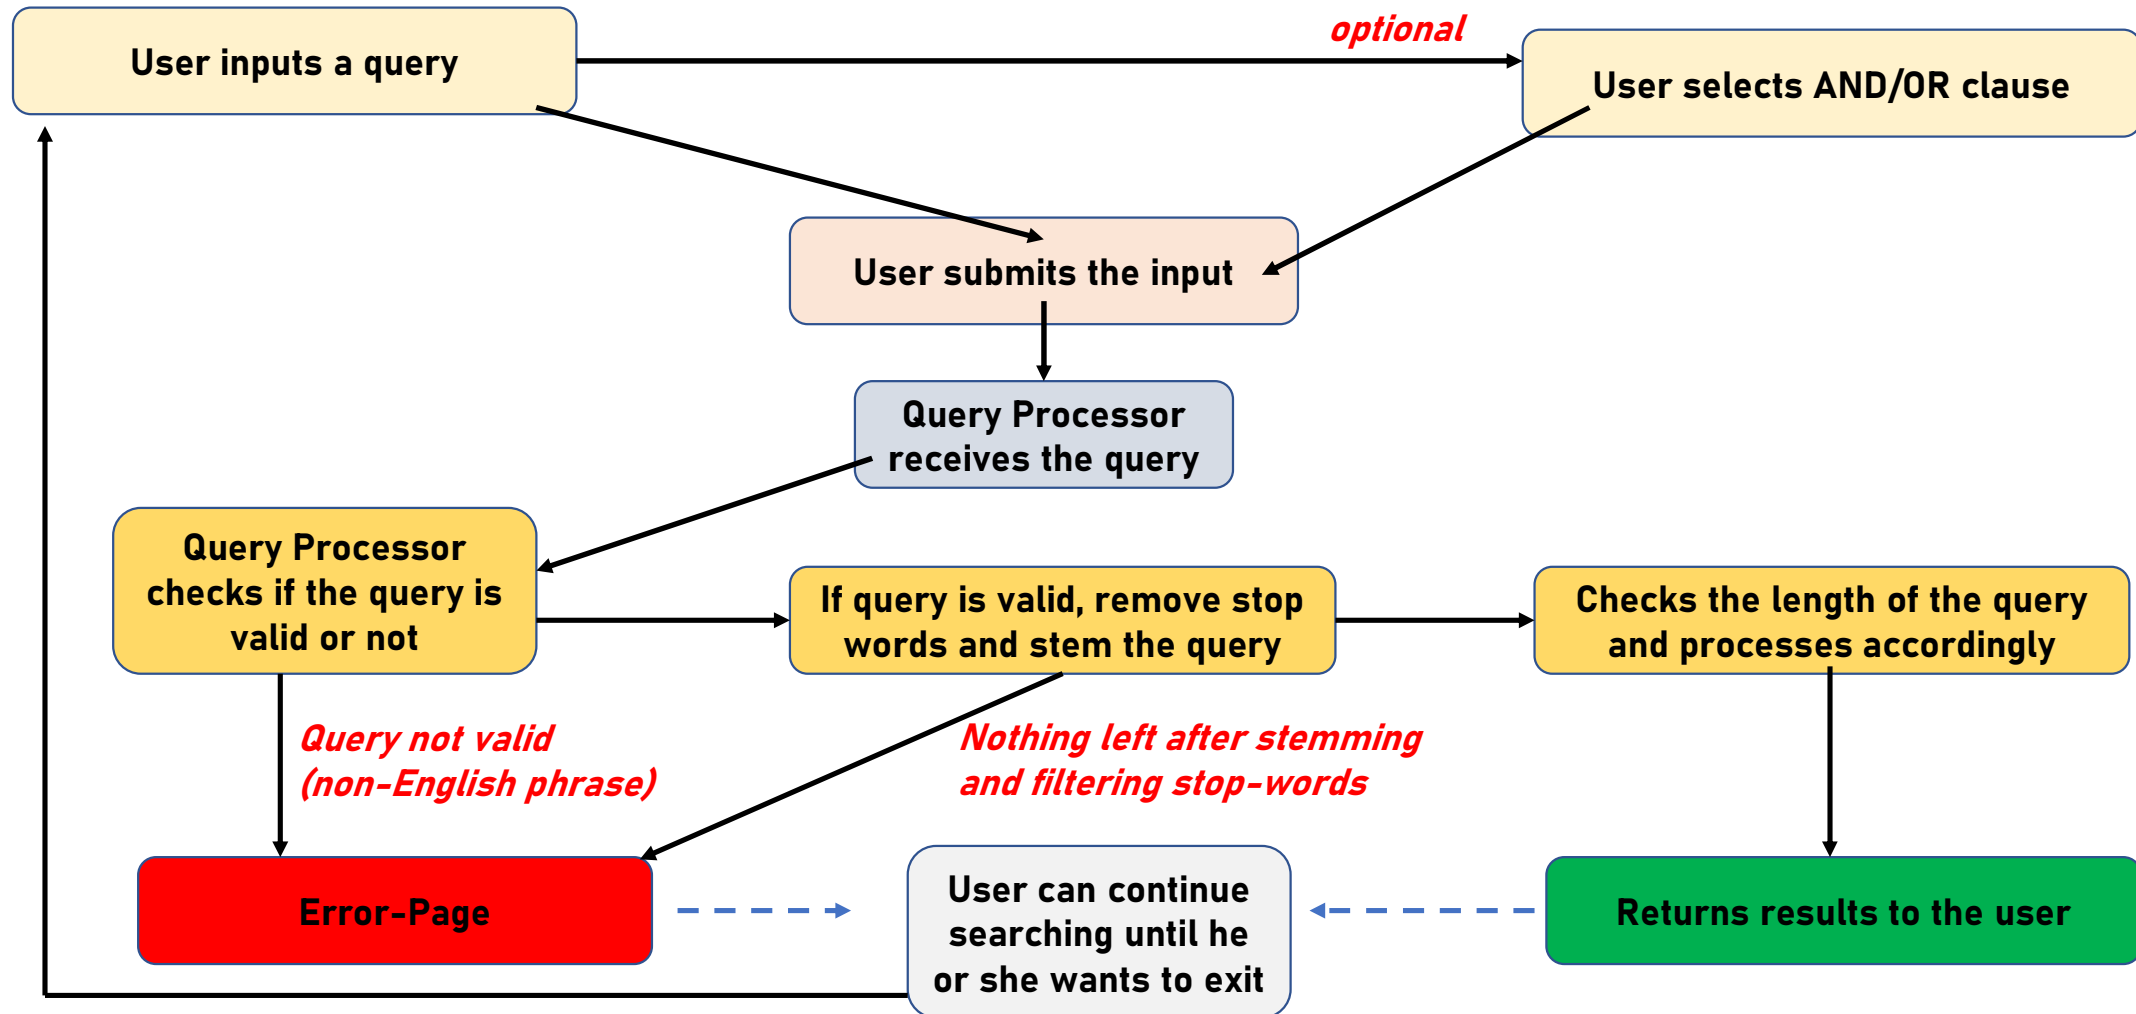 optional
User inputs a query
User selects AND/OR clause
User submits the input
Query Processor
receives the query
Query Processor
checks if the query is
valid or not
If query is valid, remove stop
words and stem the query
Checks the length of the query
and processes accordingly
Query not valid
(non-English phrase)
Nothing left after stemming
and filtering stop-words
Error-Page
User can continue
searching until he
or she wants to exit
Returns results to the user